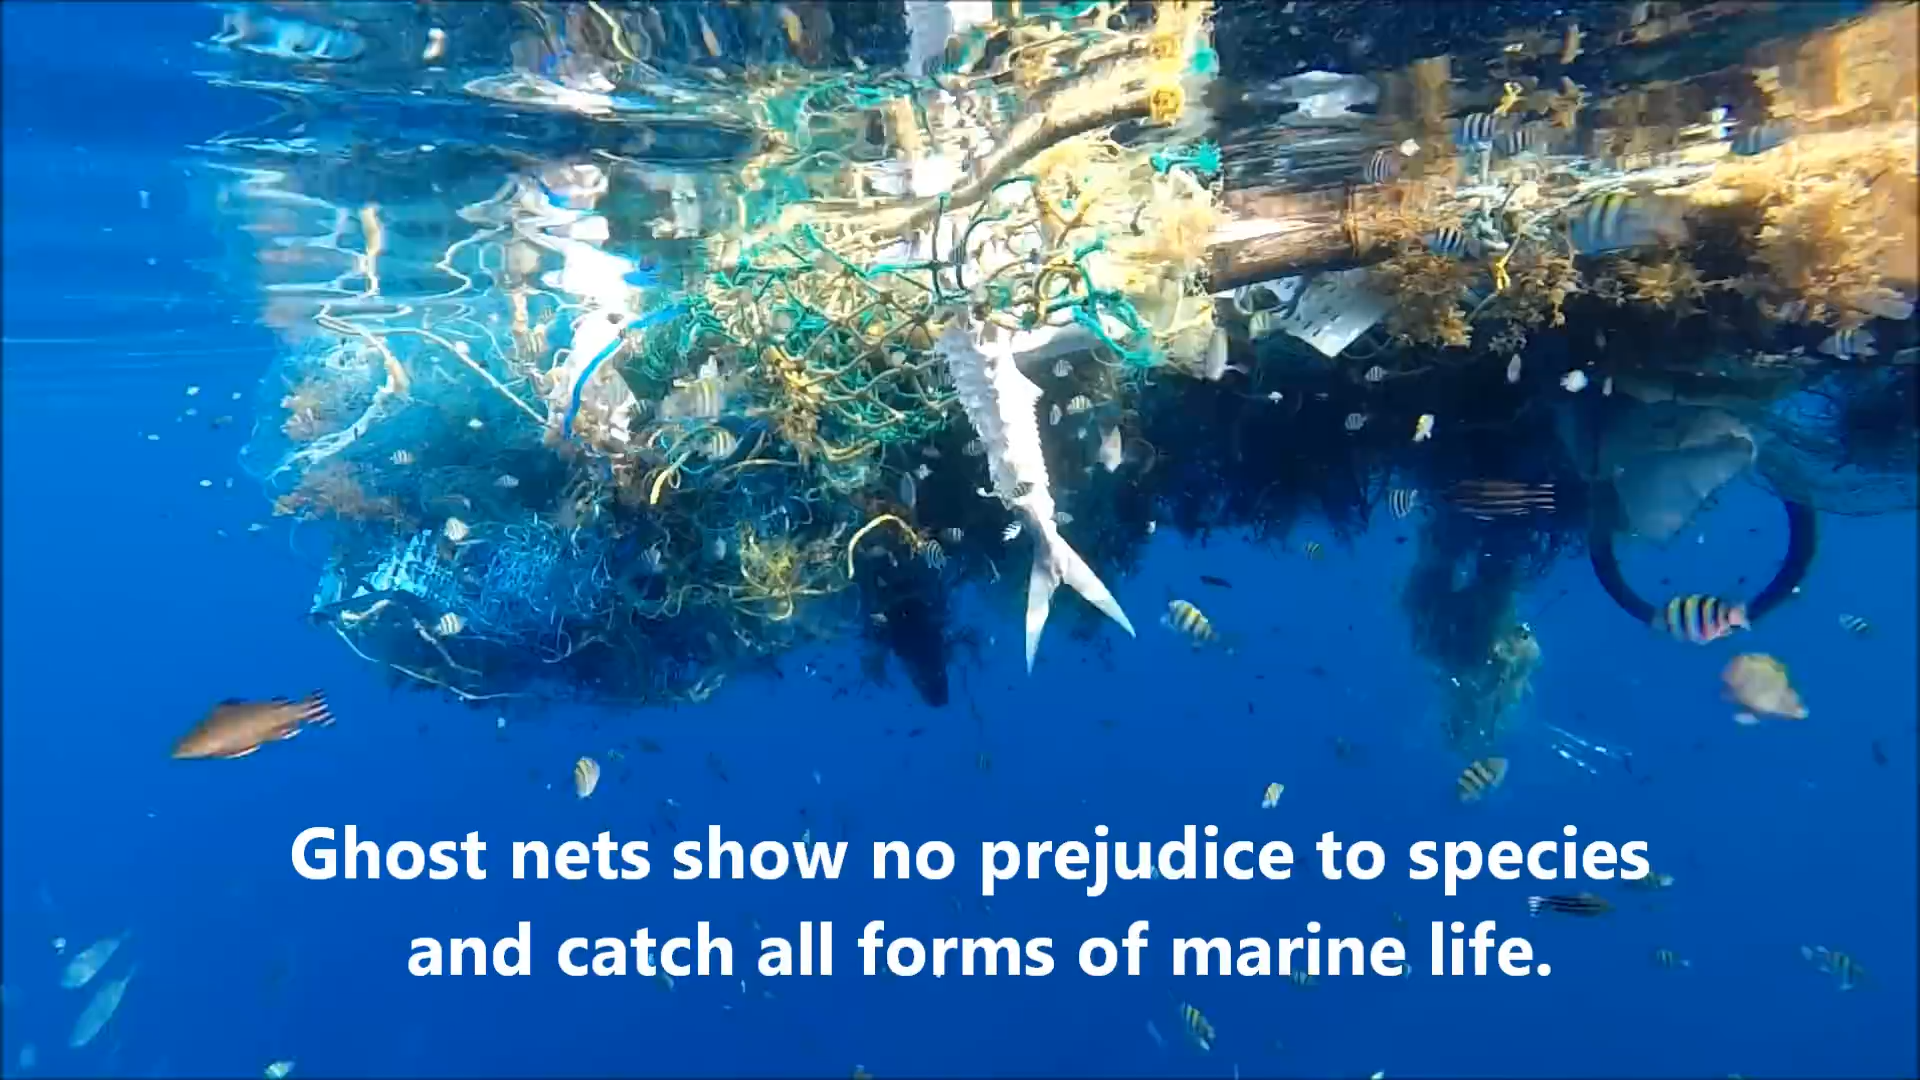 Ghost nets show no prejudice to species
and catch all forms of marine life.